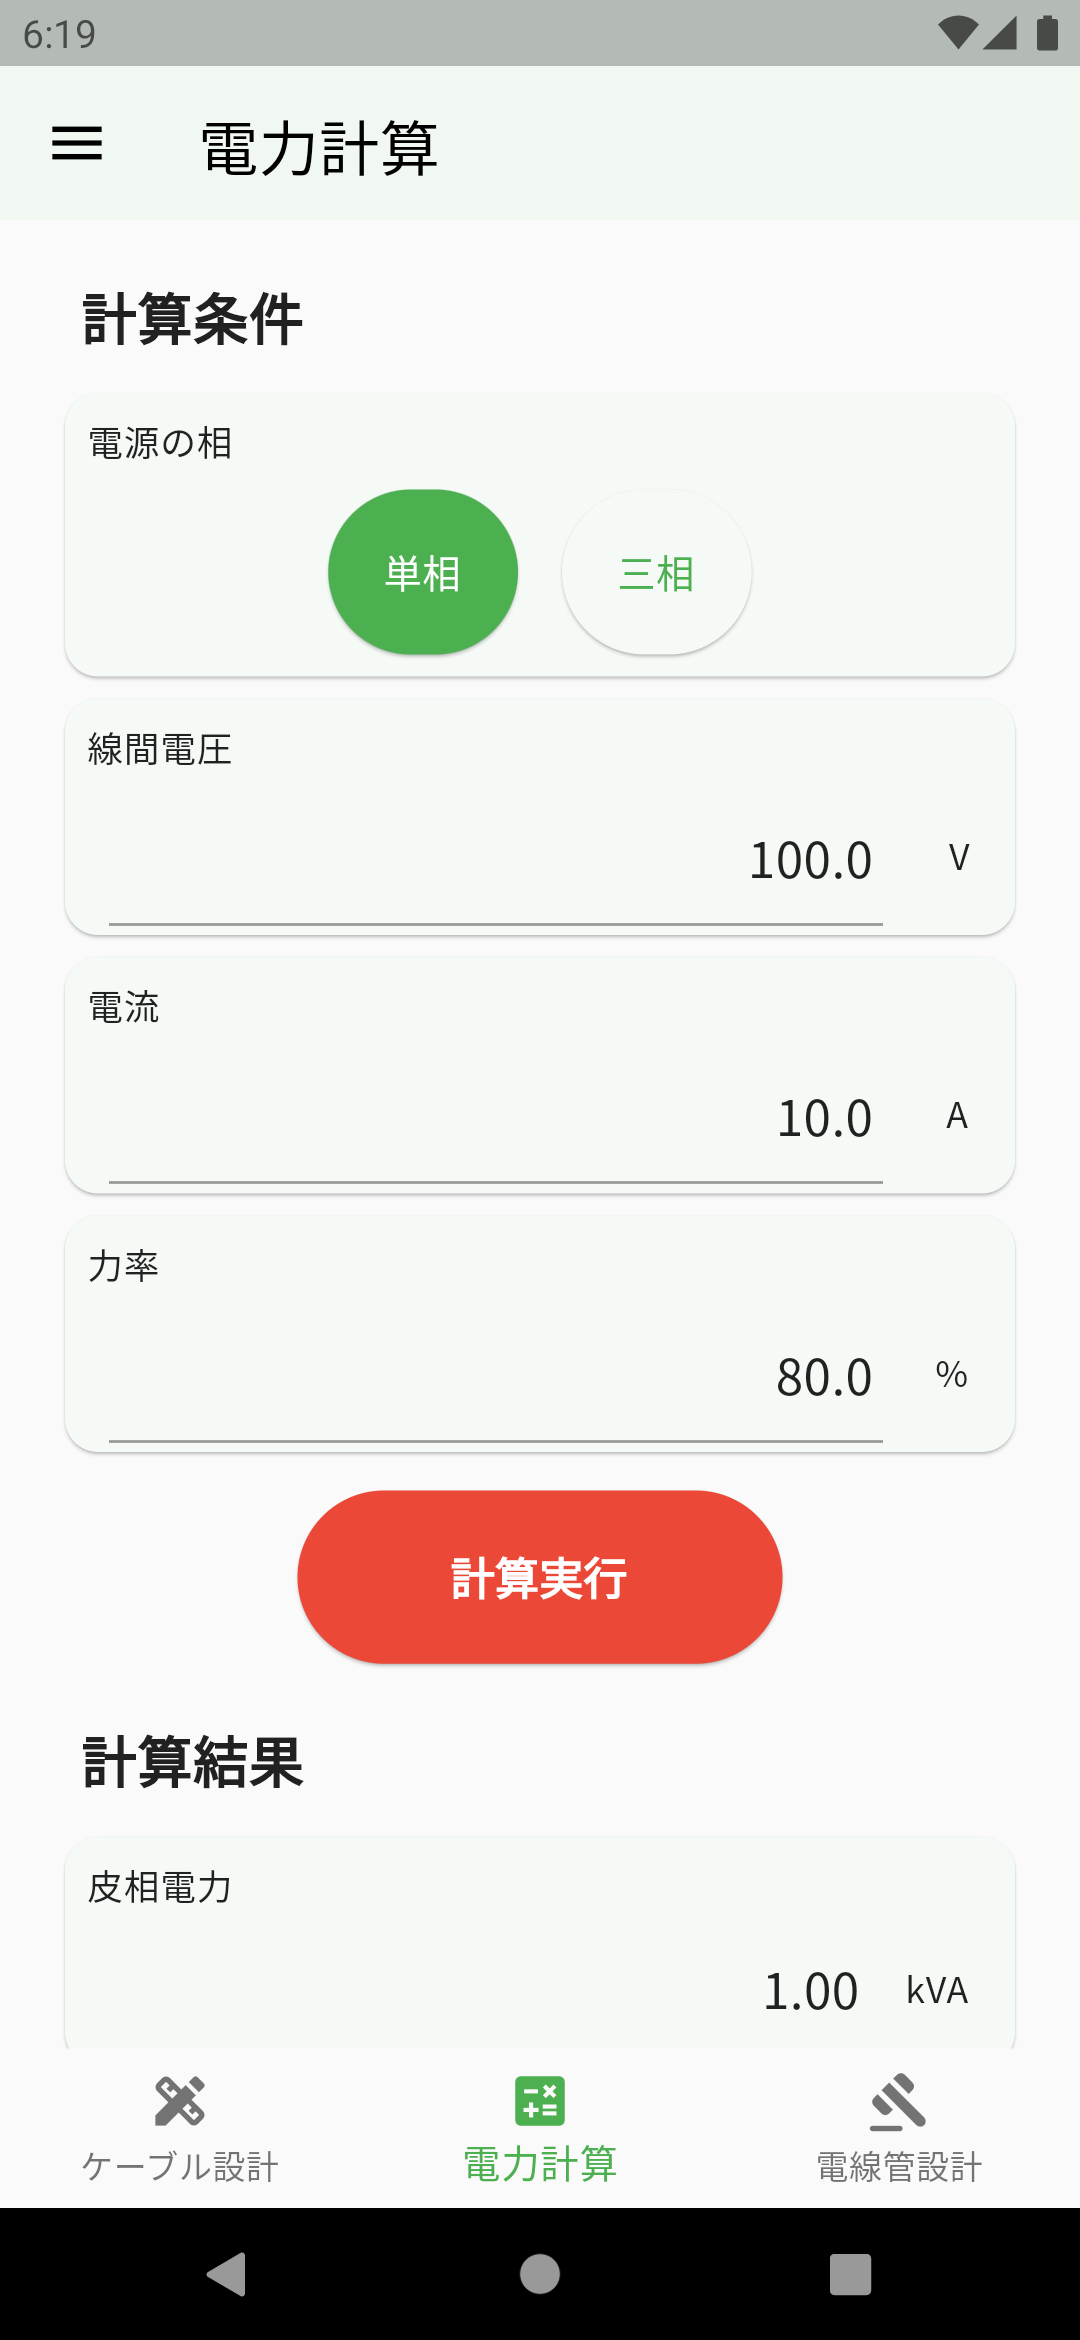 6:19
電力計算
計算条件
電源の相
単相 三相
線間電圧
100.0 V
電流
10.0 A
力率
80.0 %
計算実行
計算結果
皮相電力
1.00 kVA
ケーブル設計 電力計算 電線管設計